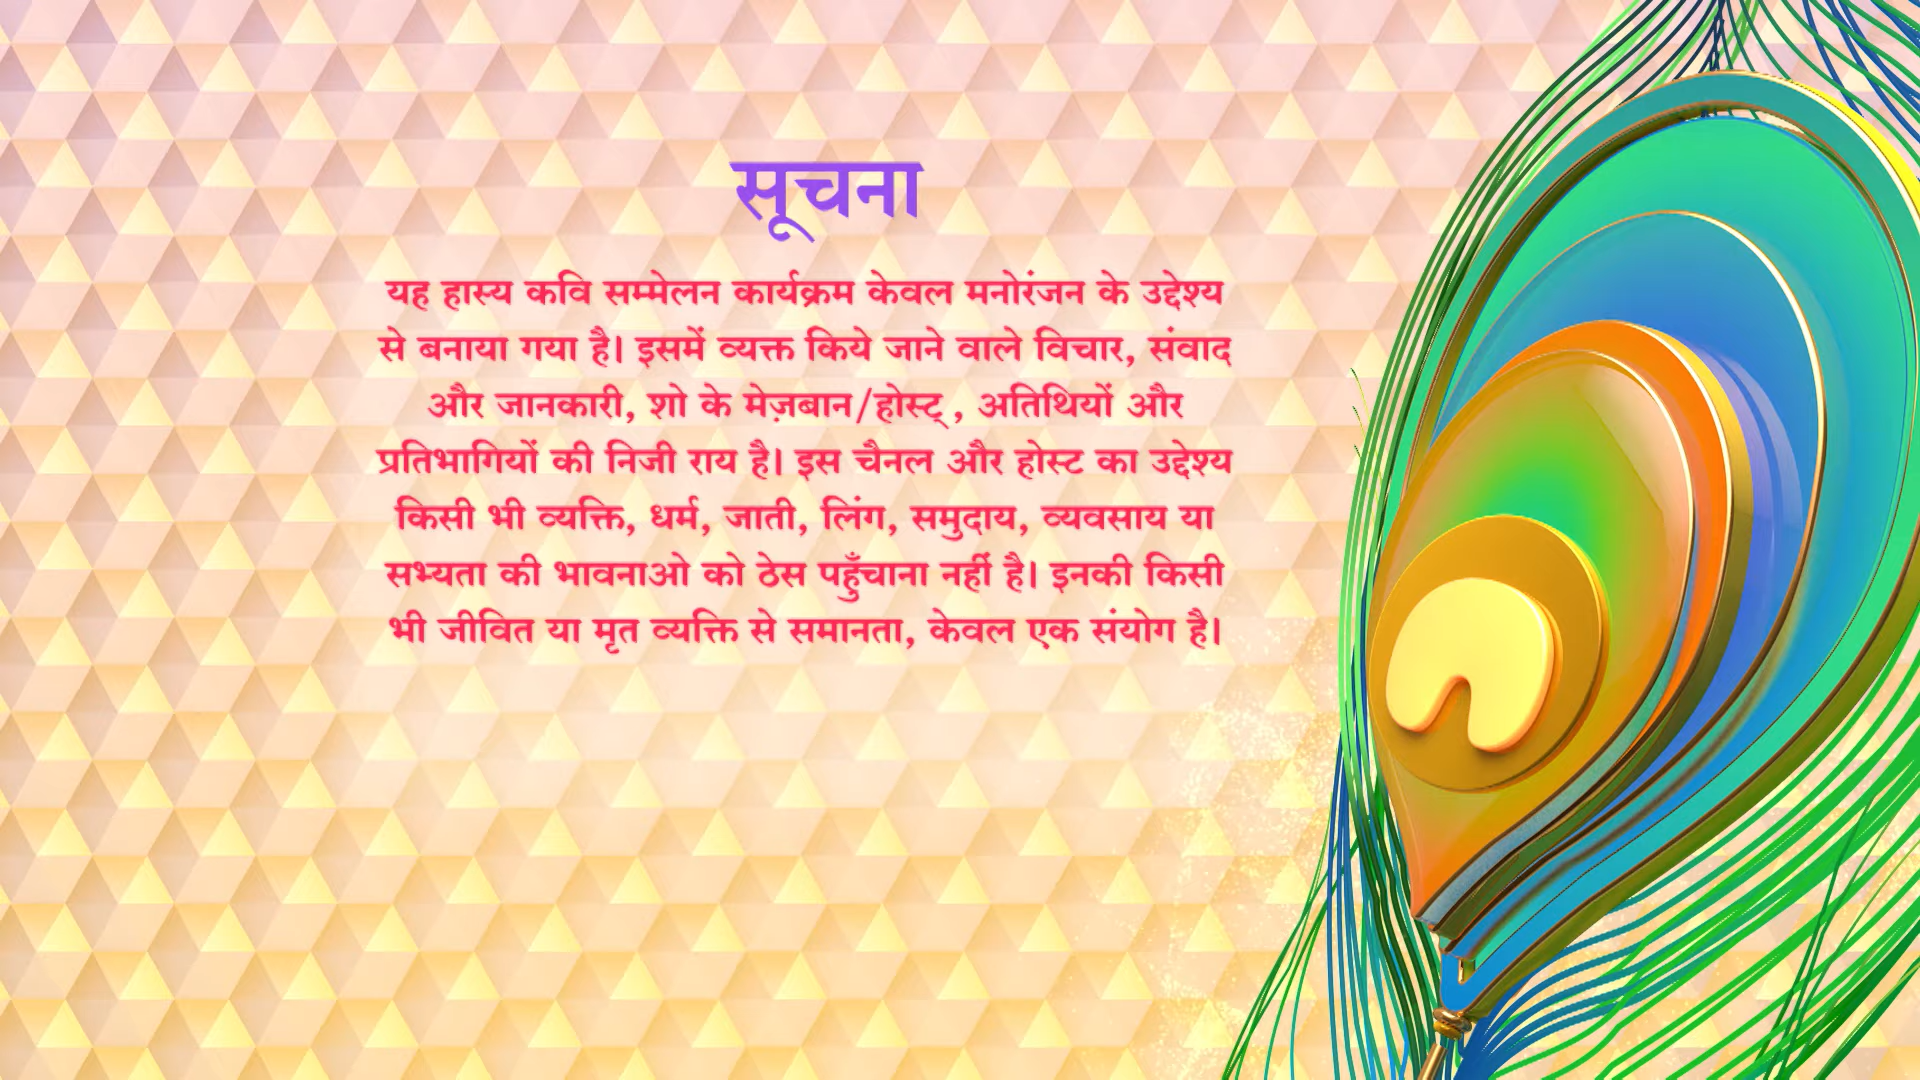 सूचना
यह हास्य कवि सम्मेलन कार्यक्रम केवल मनोरंजन के उद्देश्य
से बनाया गया है। इसमें व्यक्त किये जाने वाले विचार, संवाद
और जानकारी, शो के मेज़बान/होस्ट् , अतिथियों और
प्रतिभागियों की निजी राय है। इस चैनल और होस्ट का उद्देश्य
किसी भी व्यक्ति, धर्म, जाती, लिंग, समुदाय, व्यवसाय या
सभ्यता की भावनाओ को ठेस पहुँचाना नहीं है। इनकी किसी
भी जीवित या मृत व्यक्ति से समानता, केवल एक संयोग है।